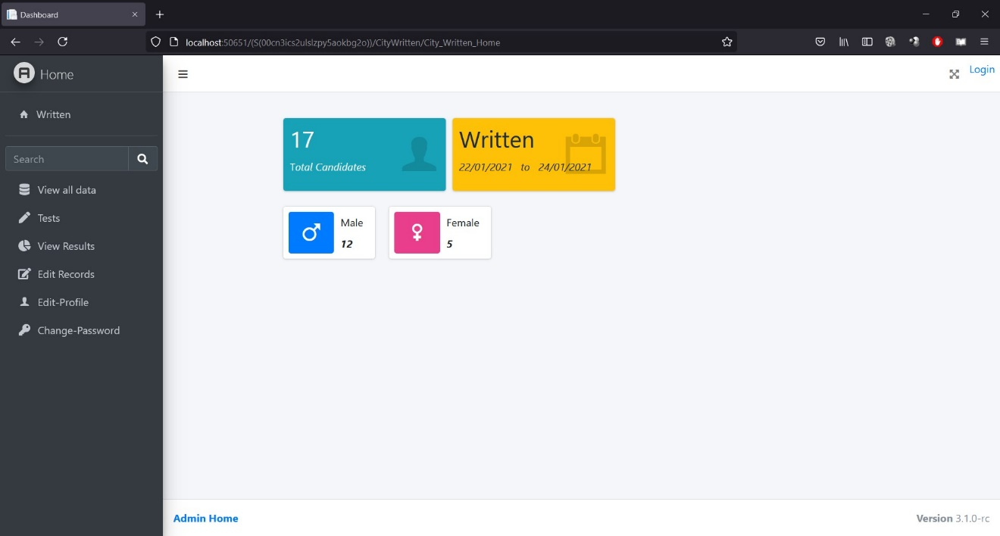 Dashboard
localhost:50651/(S(00cn3ics2ulslzpy5aokbg2o))/CityWritten/City_Written_Home
Home
Login
Written
Search
View all data
Tests
View Results
Edit Records
Edit-Profile
Change-Password
17
Total Candidates
Written
22/01/2021 to 24/01/2021
Male
12
Female
5
Admin Home
Version 3.1.0-rc